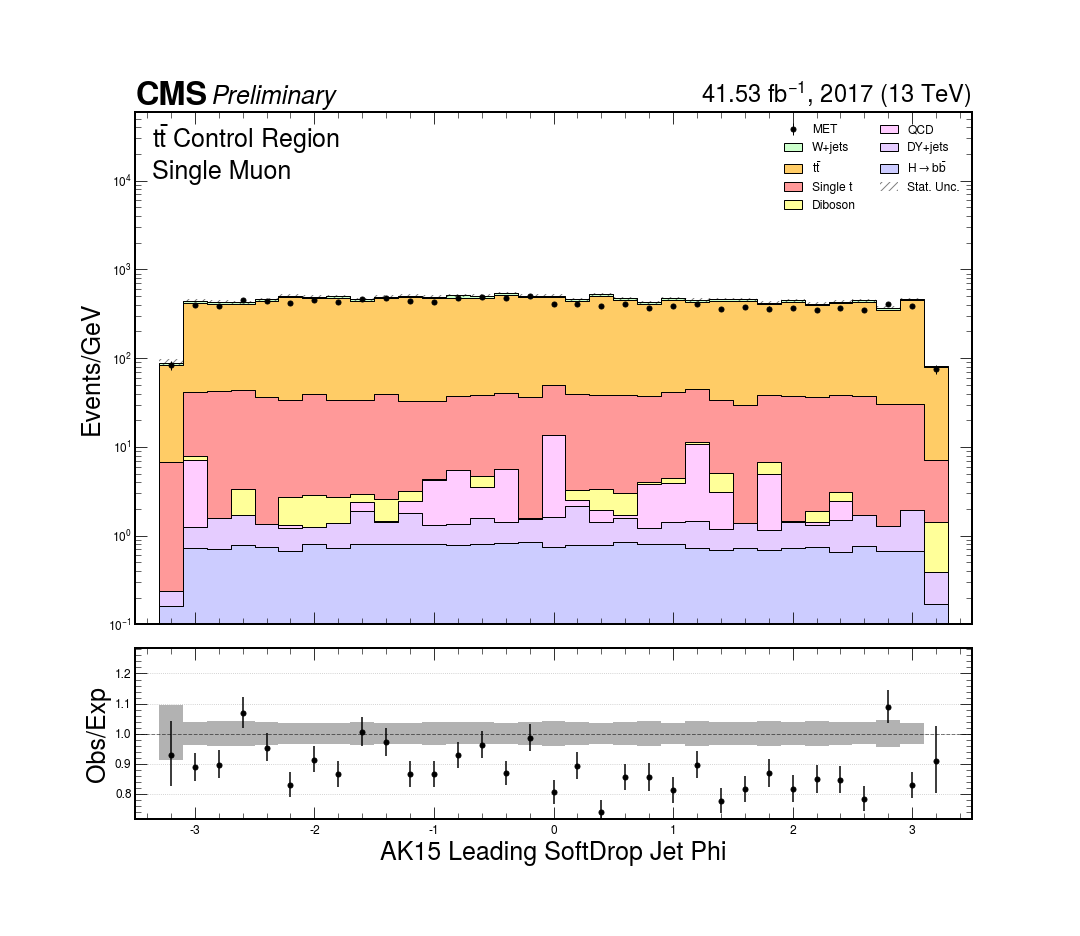 CMS Preliminary
41.53 fb⁻¹, 2017 (13 TeV)
tt̄ Control Region
Single Muon
MET
W+jets
tt̄
Single t
Diboson
QCD
DY+jets
H→bb̄
Stat. Unc.
Events/GeV
10⁴
10³
10²
10¹
10⁰
10⁻¹
Obs/Exp
1.2
1.1
1.0
0.9
0.8
-3 -2 -1 0 1 2 3
AK15 Leading SoftDrop Jet Phi